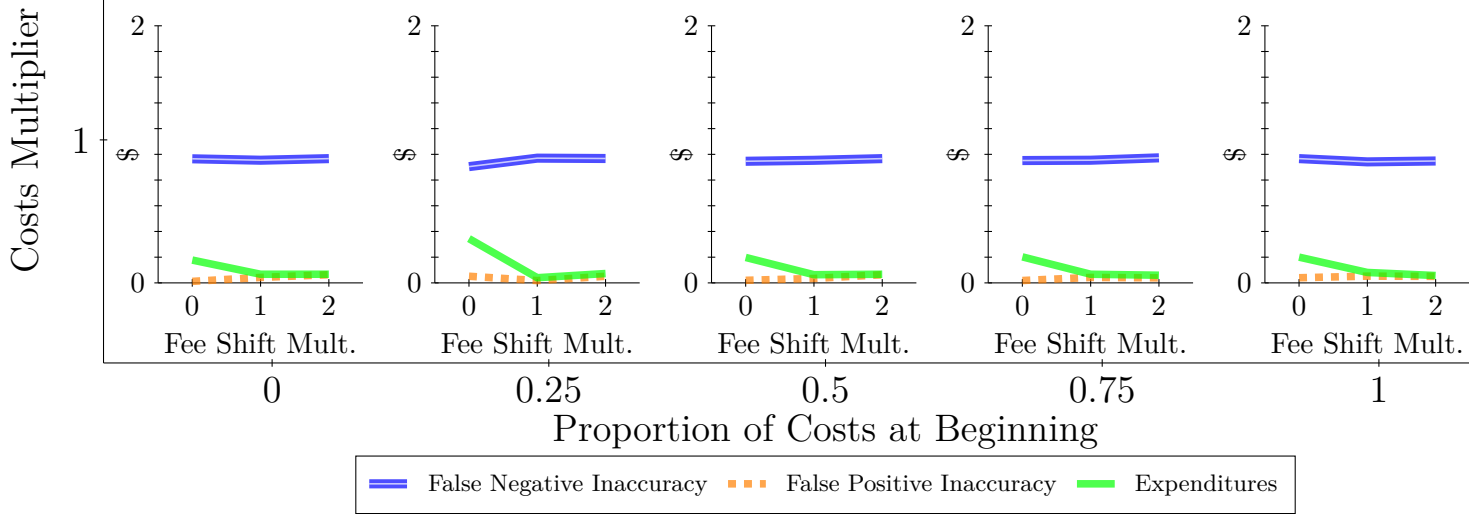 Costs Multiplier
1
2
$
0
0 1 2
Fee Shift Mult.
2
$
0
0 1 2
Fee Shift Mult.
2
$
0
0 1 2
Fee Shift Mult.
2
$
0
0 1 2
Fee Shift Mult.
2
$
0
0 1 2
Fee Shift Mult.
0 0.25 0.5 0.75 1
Proportion of Costs at Beginning
False Negative Inaccuracy False Positive Inaccuracy Expenditures